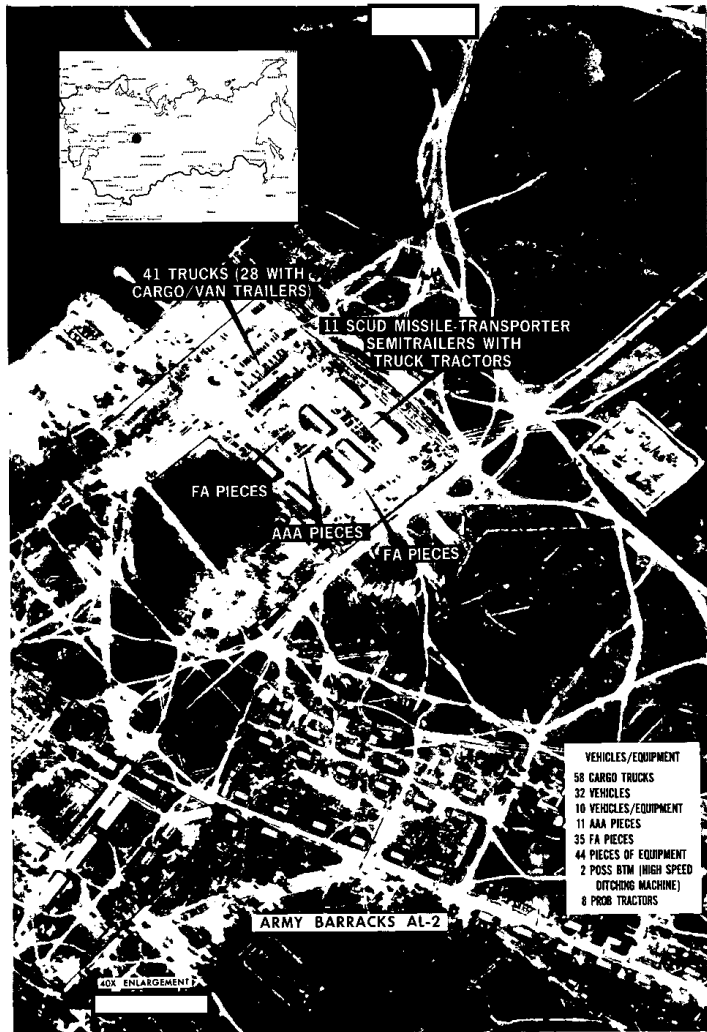 41 TRUCKS (28 WITH
CARGO/VAN TRAILERS)
11 SCUD MISSILE-TRANSPORTER
SEMITRAILERS WITH
TRUCK TRACTORS
FA PIECES
AAA PIECES
FA PIECES
VEHICLES/EQUIPMENT
58 CARGO TRUCKS
32 VEHICLES
10 VEHICLES/EQUIPMENT
11 AAA PIECES
35 FA PIECES
44 PIECES OF EQUIPMENT
2 POSS BTM (HIGH SPEED
DITCHING MACHINE)
8 PROB TRACTORS
ARMY BARRACKS AL-2
40X ENLARGEMENT